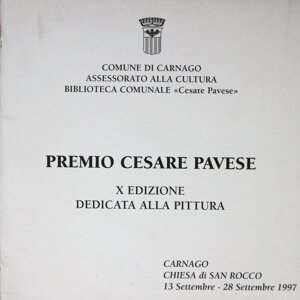 COMUNE DI CARNAGO
ASSESSORATO ALLA CULTURA
BIBLIOTECA COMUNALE «Cesare Pavese»
PREMIO CESARE PAVESE
X EDIZIONE
DEDICATA ALLA PITTURA
CARNAGO
CHIESA di SAN ROCCO
13 Settembre - 28 Settembre 1997